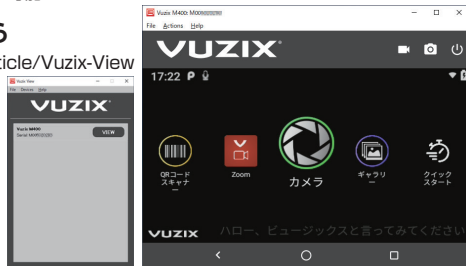 6
ticle/Vuzix-View
Vuzix View
File Devices Help
VUZIX
Vuzix M400
VIEW
Vuzix M400:
File Actions Help
VUZIX
17:22
QRコード
スキャナ
ー
Zoom
カメラ
ギャラリ
ー
クイック
スタート
VUZIX
ハロー、ビュージックスと言ってみてください